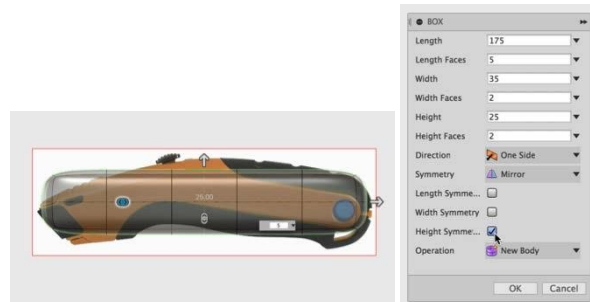 25.00
5
BOX
Length 175
Length Faces 5
Width 35
Width Faces 2
Height 25
Height Faces 2
Direction One Side
Symmetry Mirror
Length Symme...
Width Symmetry
Height Symme...
Operation New Body
OK Cancel